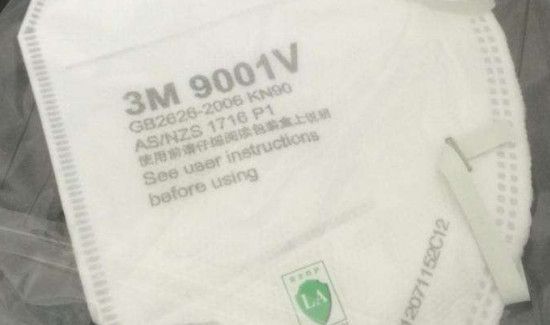 3M 9001V
GB2626-2006 KN90
AS/NZS 1716 P1
使用前请仔细阅读包装盒上说明
See user instructions
before using
LA
12071152C12